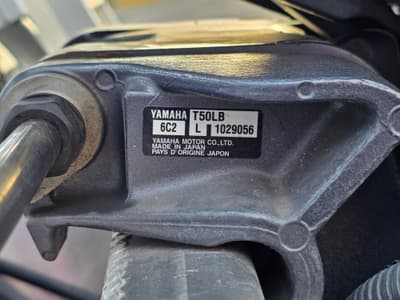 YAMAHA T50LB
6C2 L 1029056
YAMAHA MOTOR CO.,LTD.
MADE IN JAPAN
PAYS D'ORIGINE JAPON